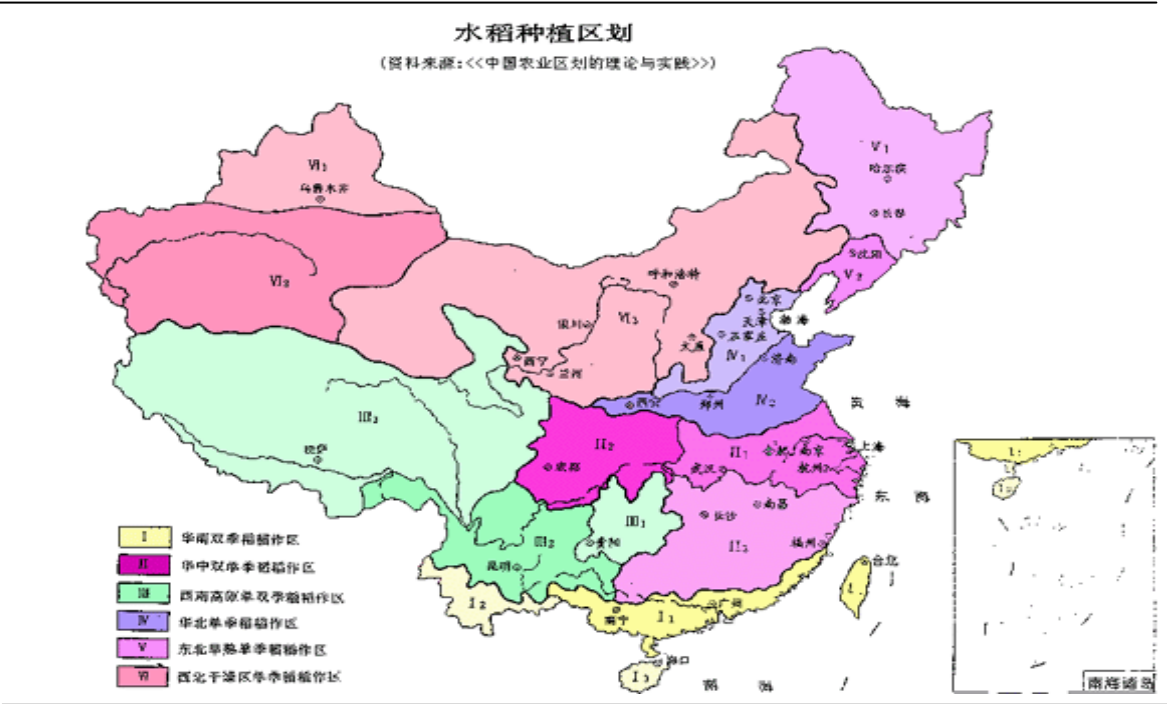 水稻种植区划
(资料来源:<<中国农业区划的理论与实践>>)
V₁
哈尔滨
长春
沈阳
V₂
VI₁
乌鲁木齐
VI₂
呼和浩特
北京
银川
VI₃
天津
渤海
石家庄
大原
IV₁
济南
西宁
兰州
西安
郑州
IV₂
黄海
III₃
拉萨
II₂
成都
II₁
合肥
南京
上海
武汉
杭州
东海
长沙
南昌
III₁
III₂
贵阳
II₃
福州
昆明
台北
I₂
南宁
I₁
广州
海口
I₃
南海
I 华南双季稻稻作区
II 华中双单季稻稻作区
III 西南高原单双季稻稻作区
IV 华北单季稻稻作区
V 东北早熟单季稻稻作区
VI 西北干燥区单季稻稻作区
南海诸岛